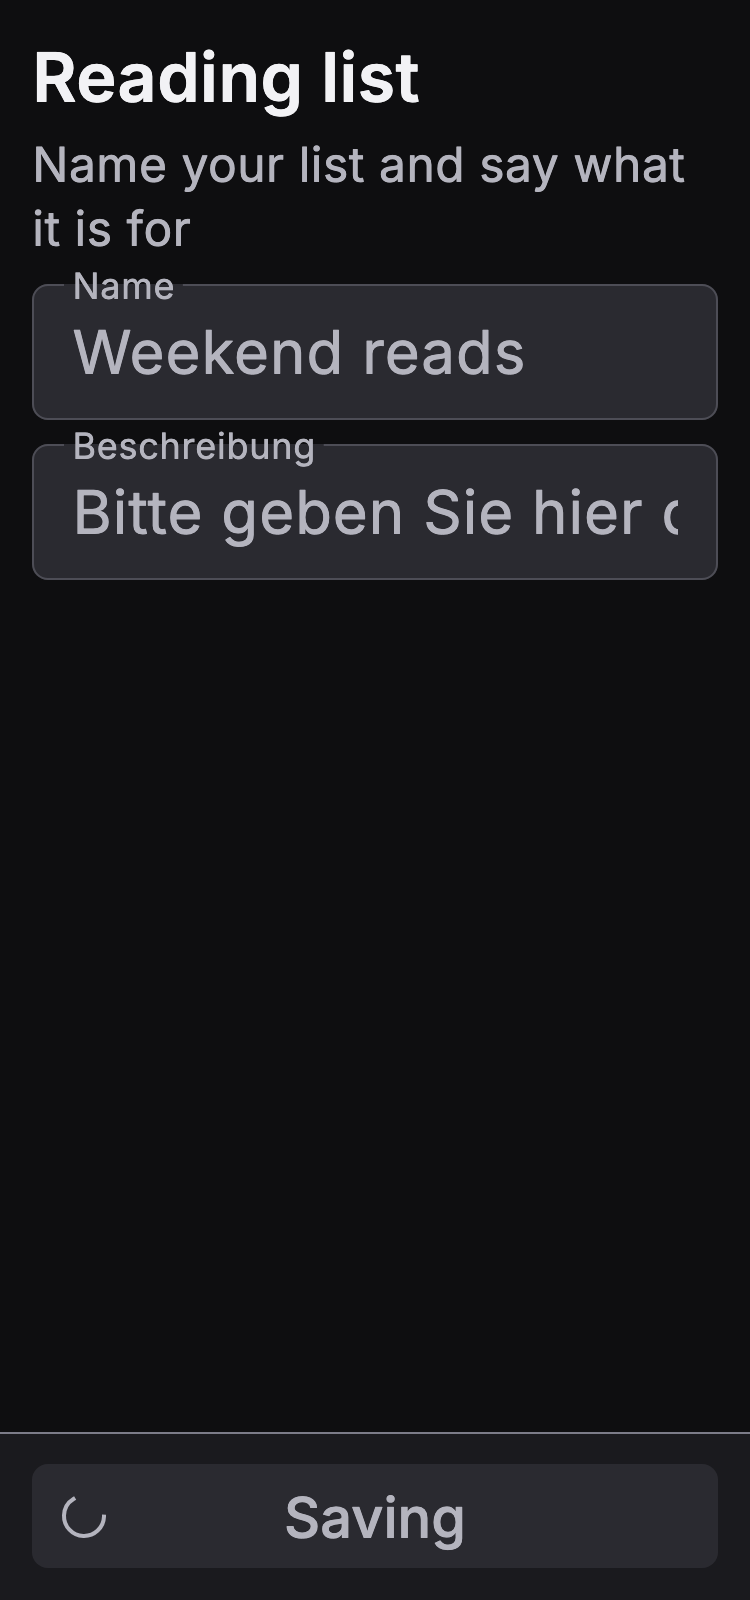 Reading list
Name your list and say what
it is for
Name
Weekend reads
Beschreibung
Bitte geben Sie hier
Saving